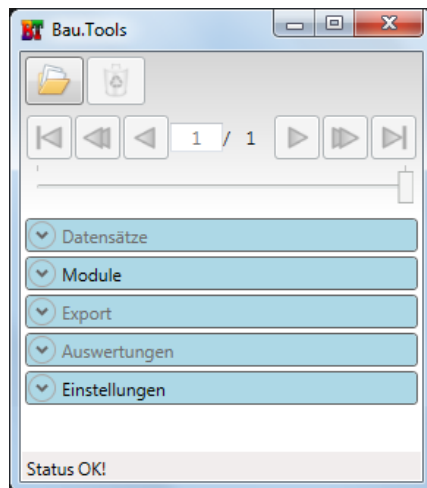 BT Bau.Tools
1 / 1
Datensätze
Module
Export
Auswertungen
Einstellungen
Status OK!